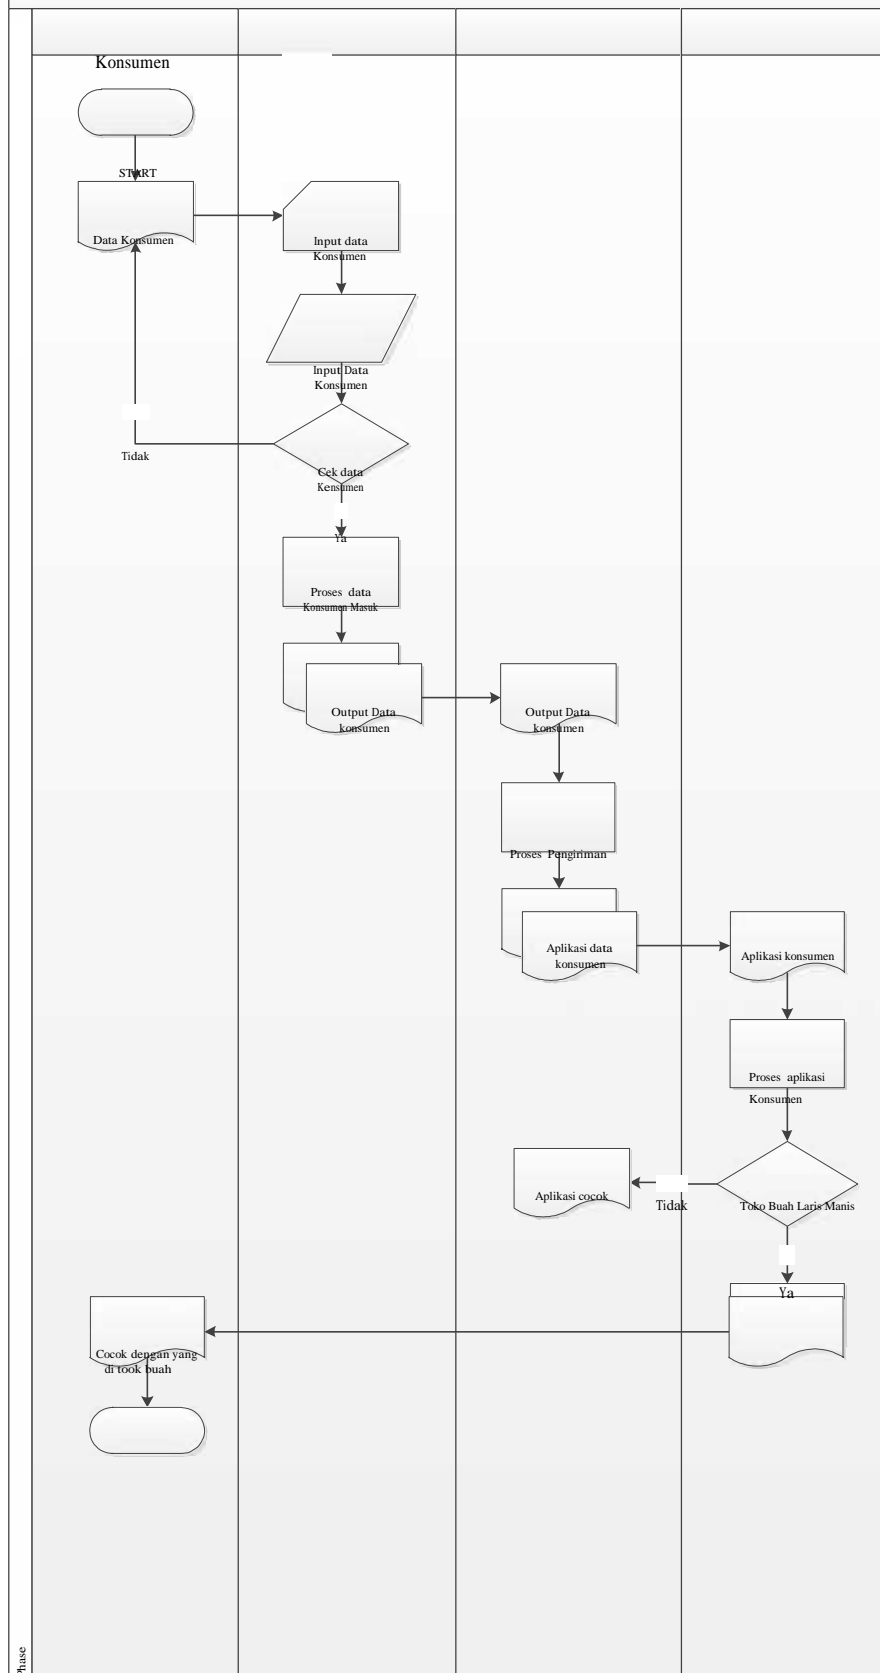 Konsumen
START
Data Konsumen
Input data
Konsumen
Input Data
Konsumen
Tidak
Cek data
Kensumen
Ya
Proses data
Konsumen Masuk
Output Data
konsumen
Output Data
konsumen
Proses Pengiriman
Aplikasi data
konsumen
Aplikasi konsumen
Proses aplikasi
Konsumen
Aplikasi cocok
Tidak
Toko Buah Laris Manis
Ya
Cocok dengan yang
di took buah